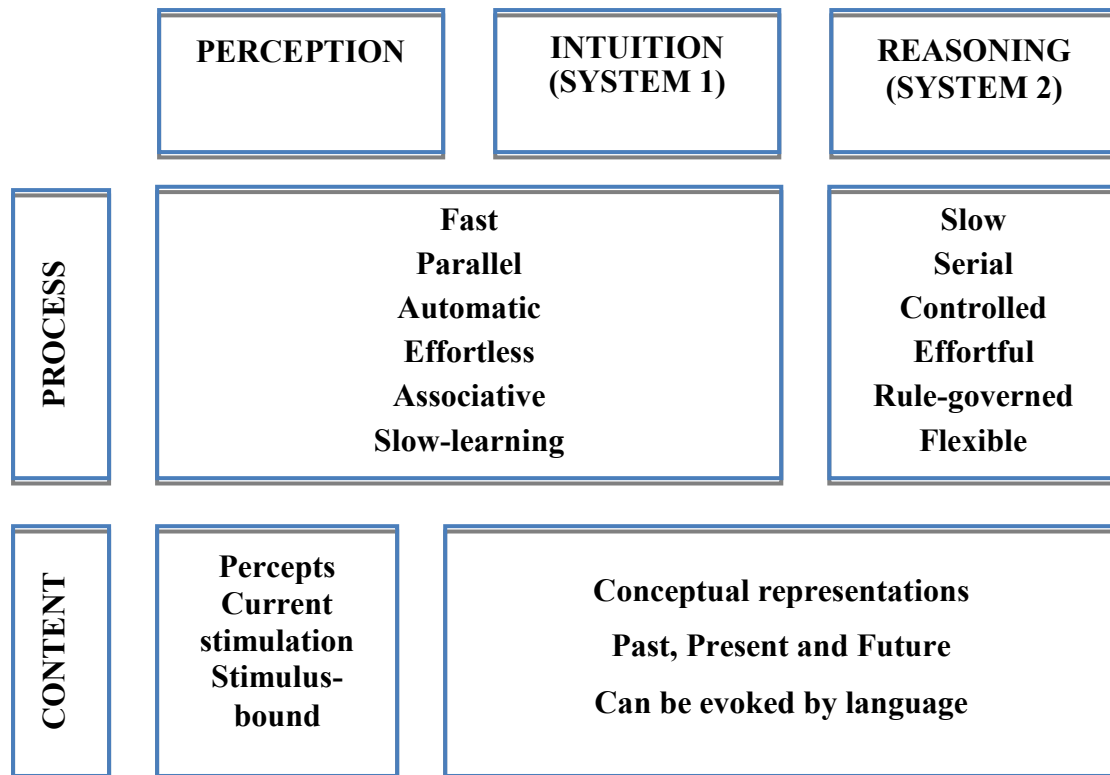 PERCEPTION
INTUITION
(SYSTEM 1)
REASONING
(SYSTEM 2)
PROCESS
Fast
Parallel
Automatic
Effortless
Associative
Slow-learning
Slow
Serial
Controlled
Effortful
Rule-governed
Flexible
CONTENT
Percepts
Current
stimulation
Stimulus-
bound
Conceptual representations
Past, Present and Future
Can be evoked by language